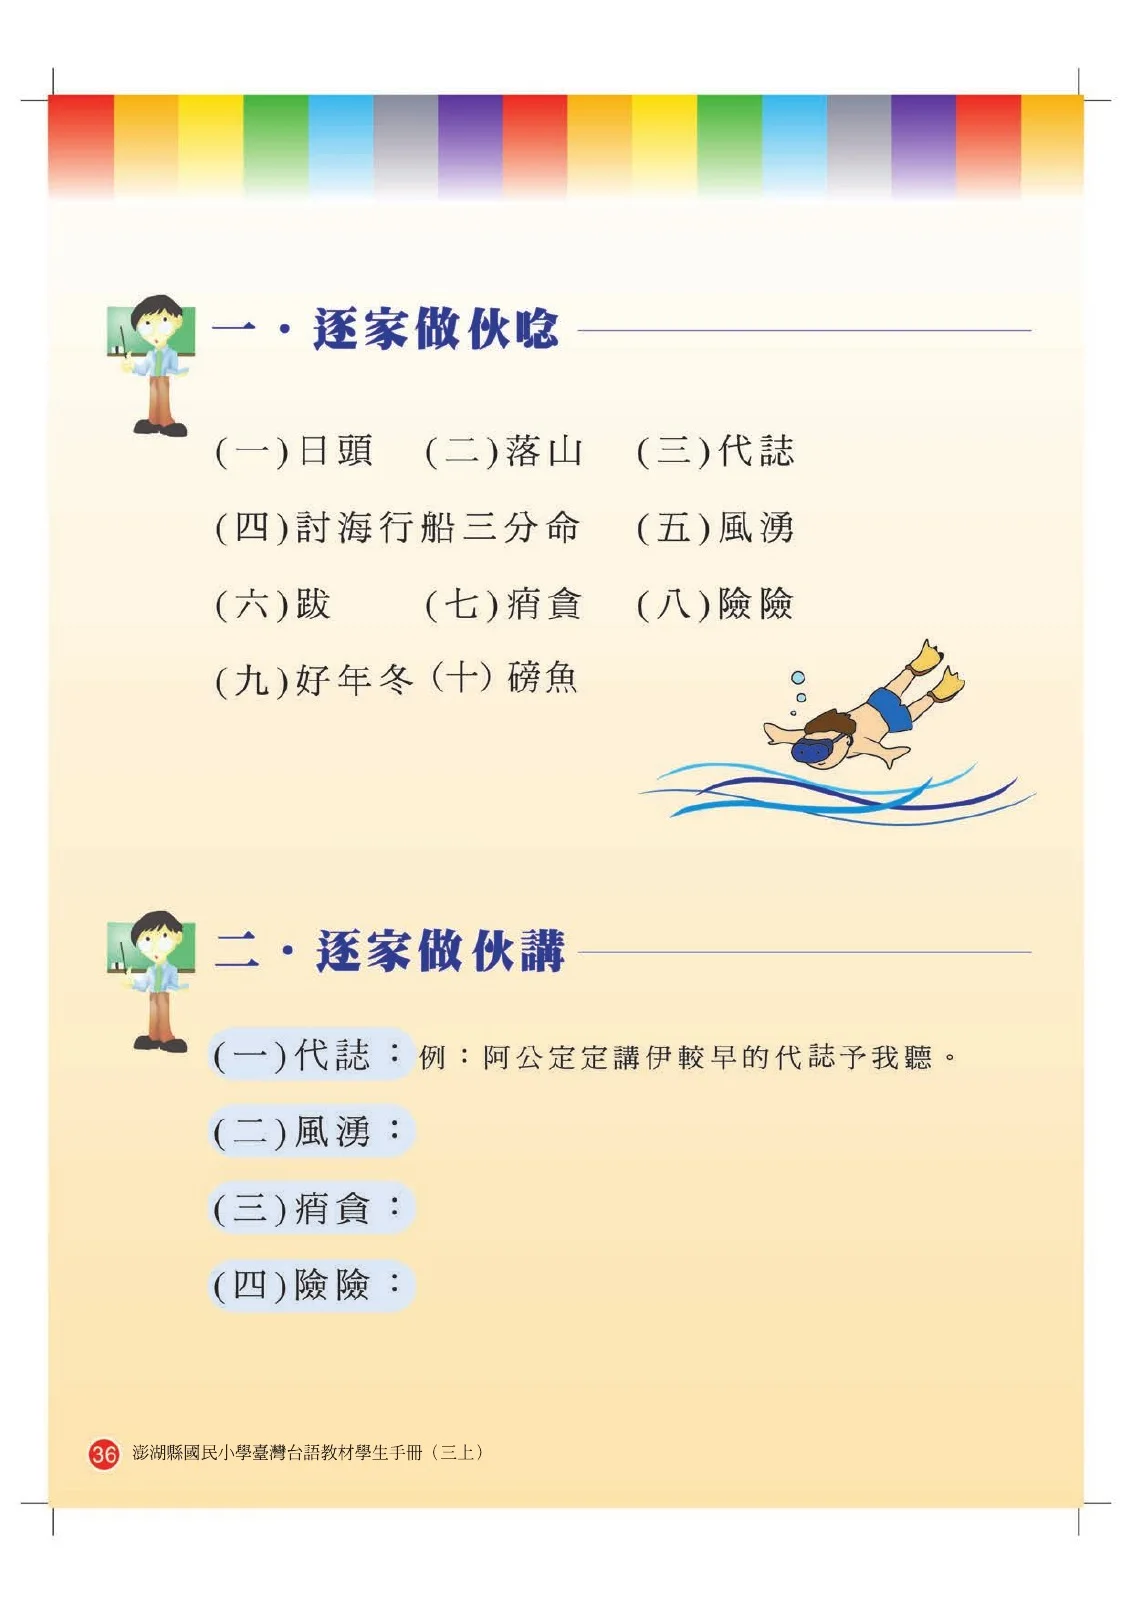 一・逐家做伙唸
(一)日頭 (二)落山 (三)代誌
(四)討海行船三分命 (五)風湧
(六)跋 (七)痟貪 (八)險險
(九)好年冬 (十) 磅魚
二・逐家做伙講
(一)代誌：例：阿公定定講伊較早的代誌予我聽。
(二)風湧：
(三)痟貪：
(四)險險：
36 澎湖縣國民小學臺灣台語教材學生手冊（三上）